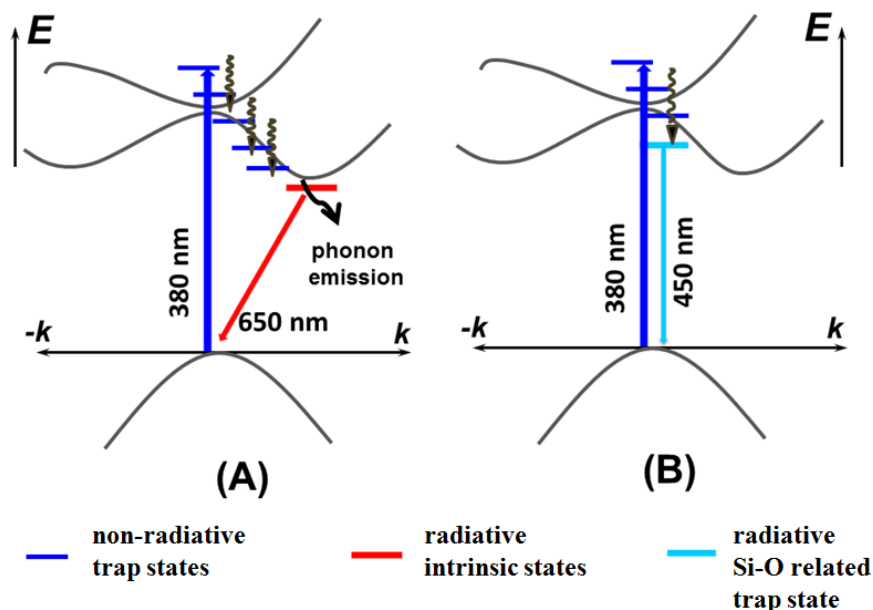 E
380 nm
phonon
emission
650 nm
-k
k
(A)
E
380 nm
450 nm
-k
k
(B)
non-radiative
trap states
radiative
intrinsic states
radiative
Si-O related
trap state